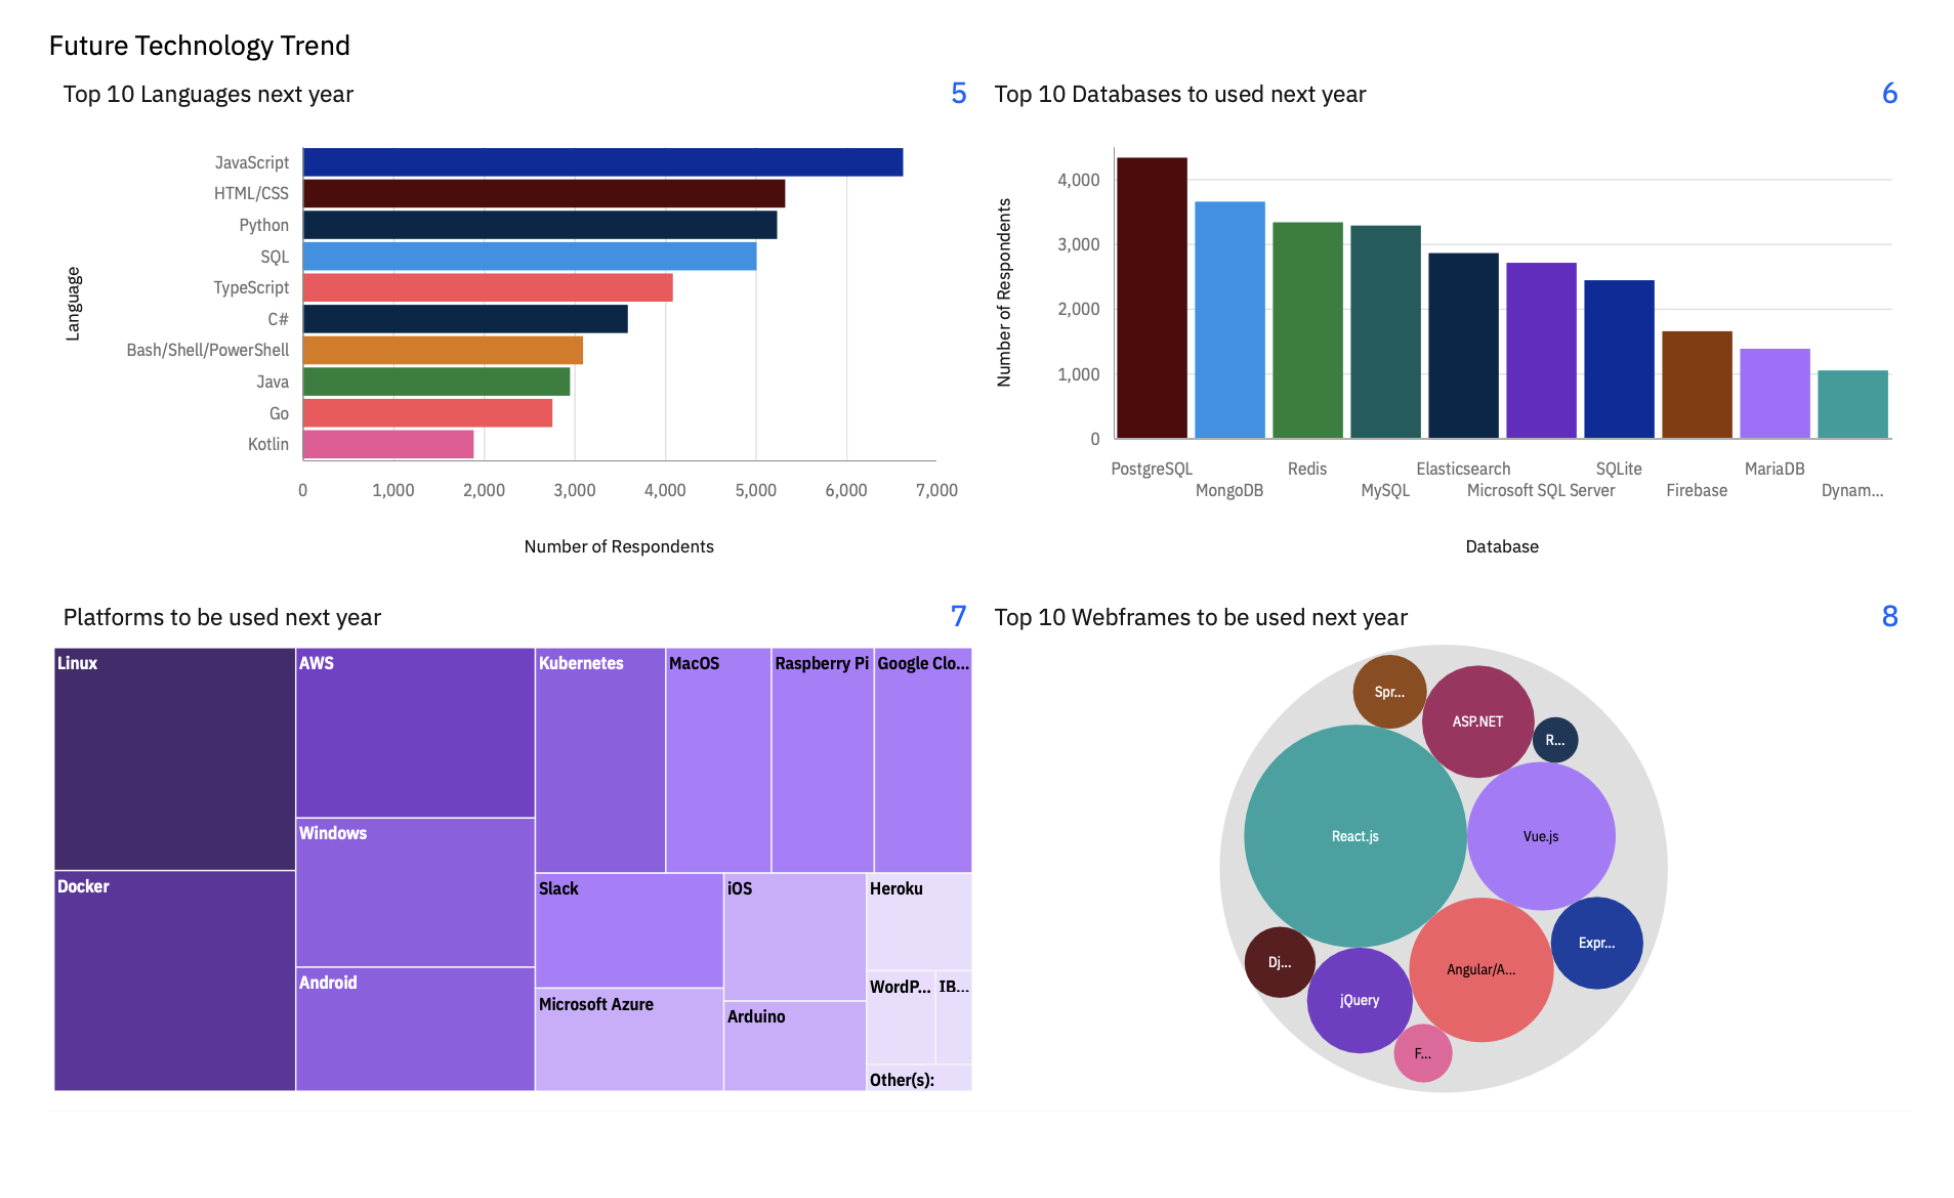 Future Technology Trend
Top 10 Languages next year
5
Language
JavaScript
HTML/CSS
Python
SQL
TypeScript
C#
Bash/Shell/PowerShell
Java
Go
Kotlin
0 1,000 2,000 3,000 4,000 5,000 6,000 7,000
Number of Respondents
Top 10 Databases to used next year
6
Number of Respondents
4,000
3,000
2,000
1,000
0
PostgreSQL Redis Elasticsearch SQLite MariaDB
MongoDB MySQL Microsoft SQL Server Firebase Dynam...
Database
Platforms to be used next year
7
Linux AWS Kubernetes MacOS Raspberry Pi Google Clo...
Windows
Docker Slack iOS Heroku
Android WordP... IB...
Microsoft Azure Arduino
Other(s):
Top 10 Webframes to be used next year
8
Spr...
ASP.NET
R...
React.js
Vue.js
Expr...
Dj...
Angular/A...
jQuery
F...